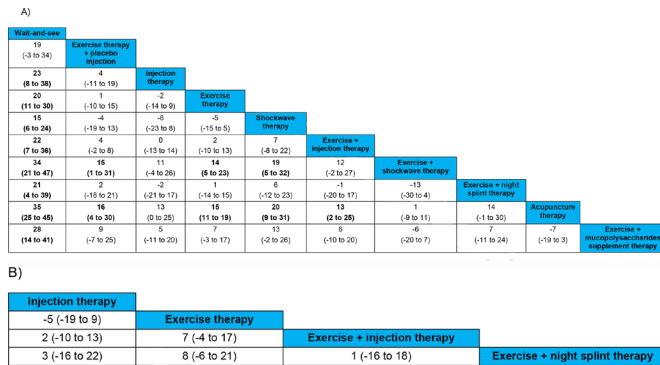 A)
Wait-and-see
19 (-3 to 34) Exercise therapy + placebo injection
23 (8 to 38) 4 (-11 to 19) Injection therapy
20 (11 to 30) 1 (-10 to 15) -2 (-14 to 9) Exercise therapy
15 (6 to 24) -4 (-19 to 13) -8 (-23 to 8) -5 (-15 to 5) Shockwave therapy
22 (7 to 36) 4 (-2 to 8) 0 (-13 to 14) 2 (-10 to 13) 7 (-8 to 22) Exercise + injection therapy
34 (21 to 47) 15 (1 to 31) 11 (-4 to 26) 14 (5 to 23) 19 (5 to 32) 12 (-2 to 27) Exercise + shockwave therapy
21 (4 to 39) 2 (-18 to 21) -2 (-21 to 17) 1 (-14 to 15) 6 (-12 to 23) -1 (-20 to 17) -13 (-30 to 4) Exercise + night splint therapy
35 (25 to 45) 16 (4 to 30) 13 (0 to 25) 15 (11 to 19) 20 (9 to 31) 13 (2 to 25) 1 (-9 to 11) 14 (-1 to 30) Acupuncture therapy
28 (14 to 41) 9 (-7 to 25) 5 (-11 to 20) 7 (-3 to 17) 13 (-2 to 26) 6 (-10 to 20) -6 (-20 to 7) 7 (-11 to 24) -7 (-19 to 3) Exercise + mucopolysaccharides supplement therapy
B)
Injection therapy
-5 (-19 to 9) Exercise therapy
2 (-10 to 13) 7 (-4 to 17) Exercise + injection therapy
3 (-16 to 22) 8 (-6 to 21) 1 (-16 to 18) Exercise + night splint therapy